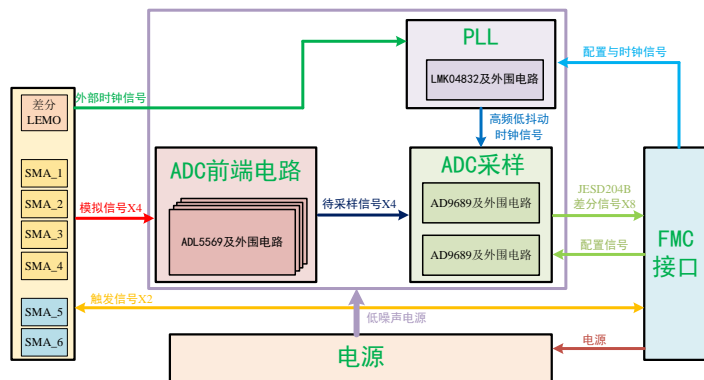 PLL
LMK04832及外围电路
配置与时钟信号
外部时钟信号
差分
LEMO
高频低抖动
时钟信号
SMA_1
SMA_2
SMA_3
SMA_4
SMA_5
SMA_6
模拟信号X4
ADC前端电路
ADL5569及外围电路
待采样信号X4
ADC采样
AD9689及外围电路
AD9689及外围电路
JESD204B
差分信号X8
配置信号
FMC
接口
触发信号X2
低噪声电源
电源
电源